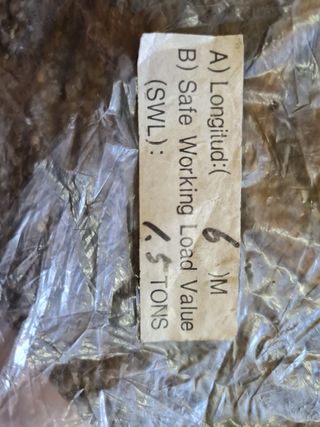 A) Longitud:( 6 )M
B) Safe Working Load Value
(SWL): 1.5 TONS